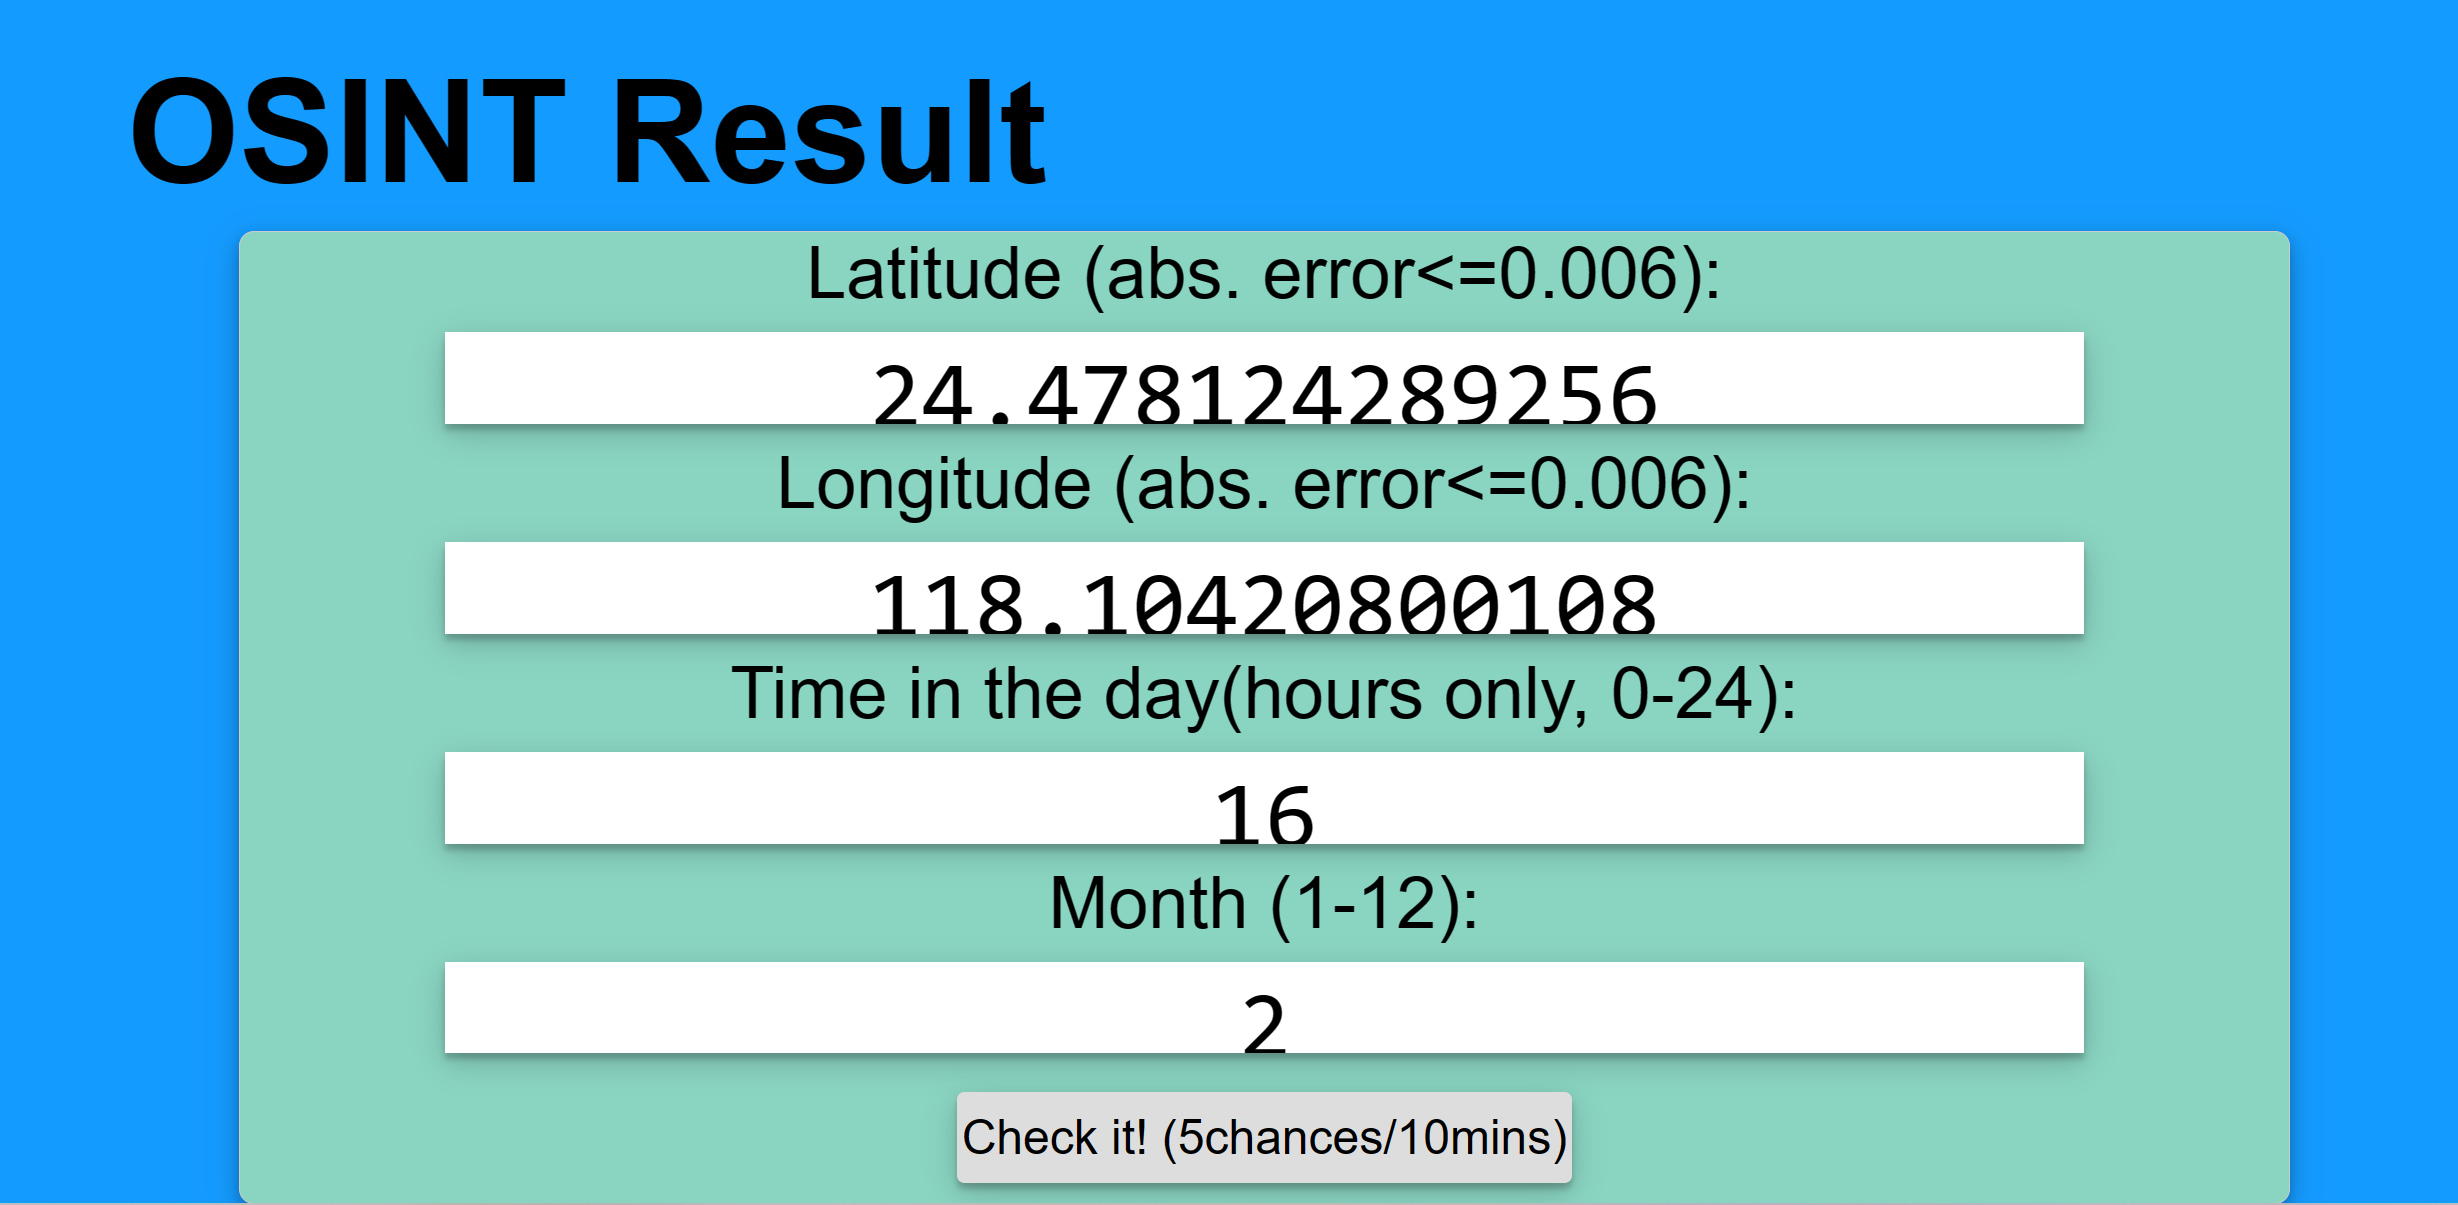 OSINT Result
Latitude (abs. error<=0.006):
24.478124289256
Longitude (abs. error<=0.006):
118.10420800108
Time in the day(hours only, 0-24):
16
Month (1-12):
2
Check it! (5chances/10mins)